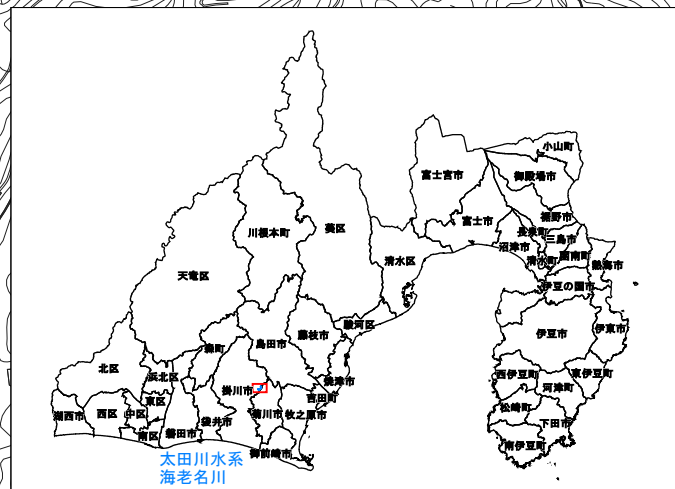 小山町
富士宮市
御殿場市
裾野市
富士市
長泉町
三島市
沼津市
清水町
函南町
熱海市
葵区
川根本町
清水区
天竜区
伊豆の国市
駿河区
藤枝市
島田市
森町
伊豆市
伊東市
北区
浜北区
西伊豆町
東伊豆町
焼津市
掛川市
河津町
吉田町
東区
松崎町
湖西市
西区
中区
菊川市
牧之原市
袋井市
下田市
南区
磐田市
南伊豆町
御前崎市
太田川水系
海老名川